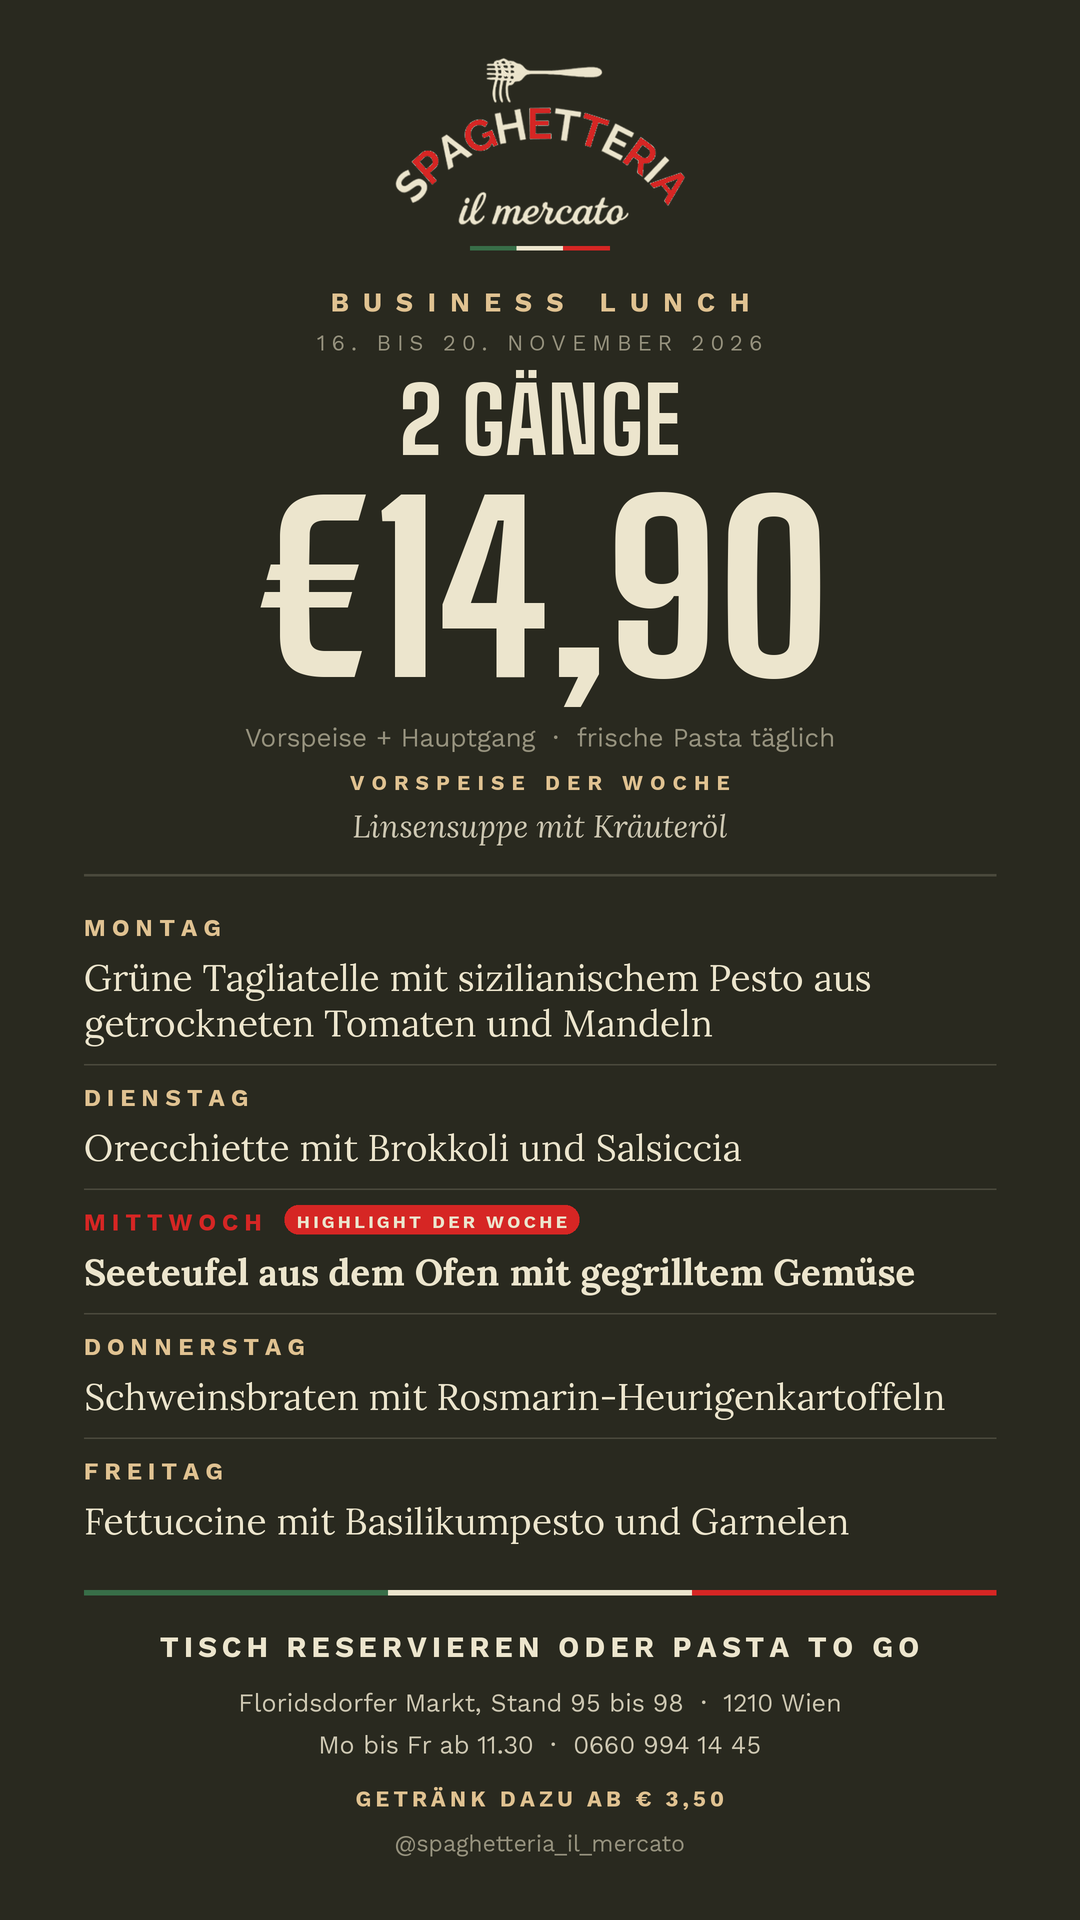 SPAGHETTERIA
il mercato
BUSINESS LUNCH
16. BIS 20. NOVEMBER 2026
2 GÄNGE
€14,90
Vorspeise + Hauptgang · frische Pasta täglich
VORSPEISE DER WOCHE
Linsensuppe mit Kräuteröl
MONTAG
Grüne Tagliatelle mit sizilianischem Pesto aus
getrockneten Tomaten und Mandeln
DIENSTAG
Orecchiette mit Brokkoli und Salsiccia
MITTWOCH HIGHLIGHT DER WOCHE
Seeteufel aus dem Ofen mit gegrilltem Gemüse
DONNERSTAG
Schweinsbraten mit Rosmarin-Heurigenkartoffeln
FREITAG
Fettuccine mit Basilikumpesto und Garnelen
TISCH RESERVIEREN ODER PASTA TO GO
Floridsdorfer Markt, Stand 95 bis 98 · 1210 Wien
Mo bis Fr ab 11.30 · 0660 994 14 45
GETRÄNK DAZU AB € 3,50
@spaghetteria_il_mercato